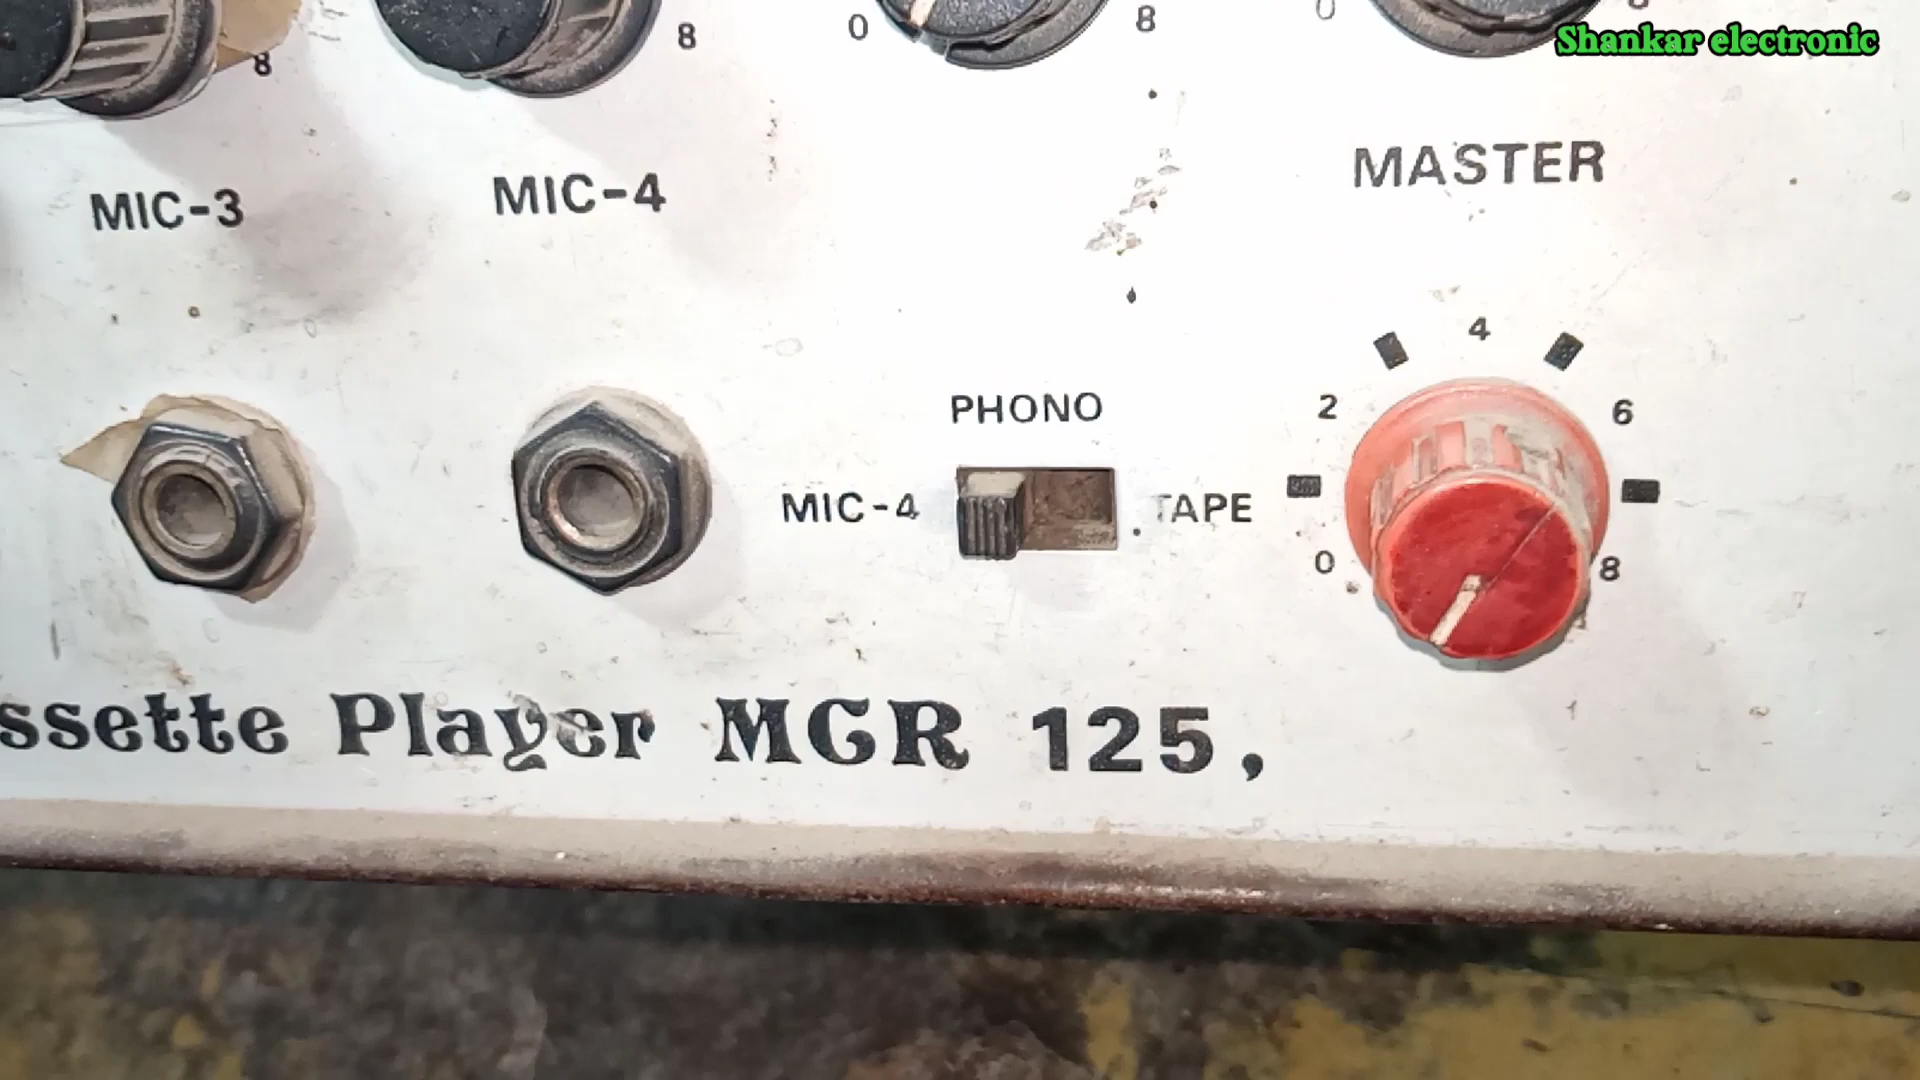 8 8 0 8 0 8
Shankar electronic
MIC-3 MIC-4 MASTER
4
2 6
PHONO
MIC-4 TAPE
0 8
ssette Player MGR 125,